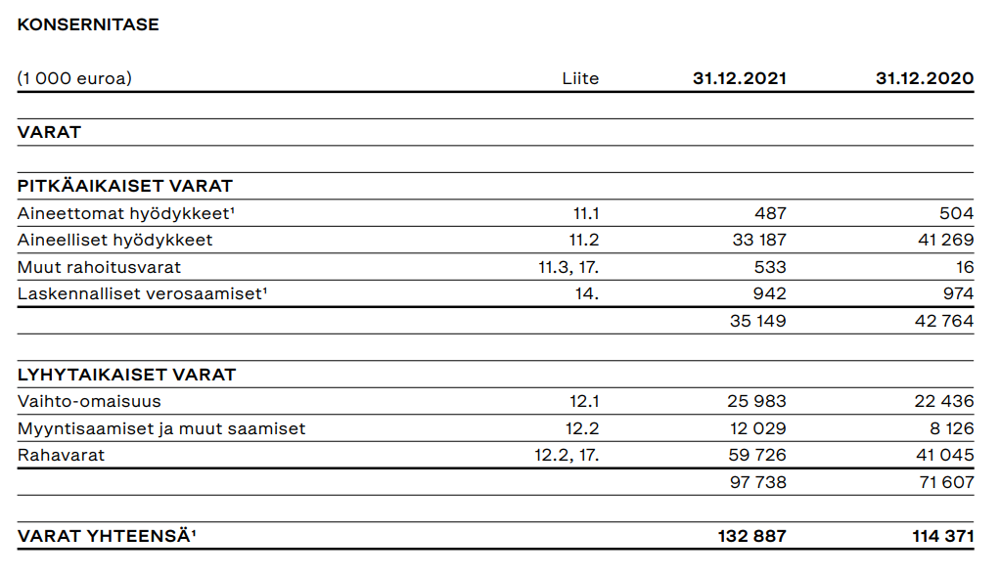 KONSERNITASE
(1 000 euroa) Liite 31.12.2021 31.12.2020
VARAT
PITKÄAIKAISET VARAT
Aineettomat hyödykkeet¹ 11.1 487 504
Aineelliset hyödykkeet 11.2 33 187 41 269
Muut rahoitusvarat 11.3, 17. 533 16
Laskennalliset verosaamiset¹ 14. 942 974
35 149 42 764
LYHYTAIKAISET VARAT
Vaihto-omaisuus 12.1 25 983 22 436
Myyntisaamiset ja muut saamiset 12.2 12 029 8 126
Rahavarat 12.2, 17. 59 726 41 045
97 738 71 607
VARAT YHTEENSÄ¹ 132 887 114 371